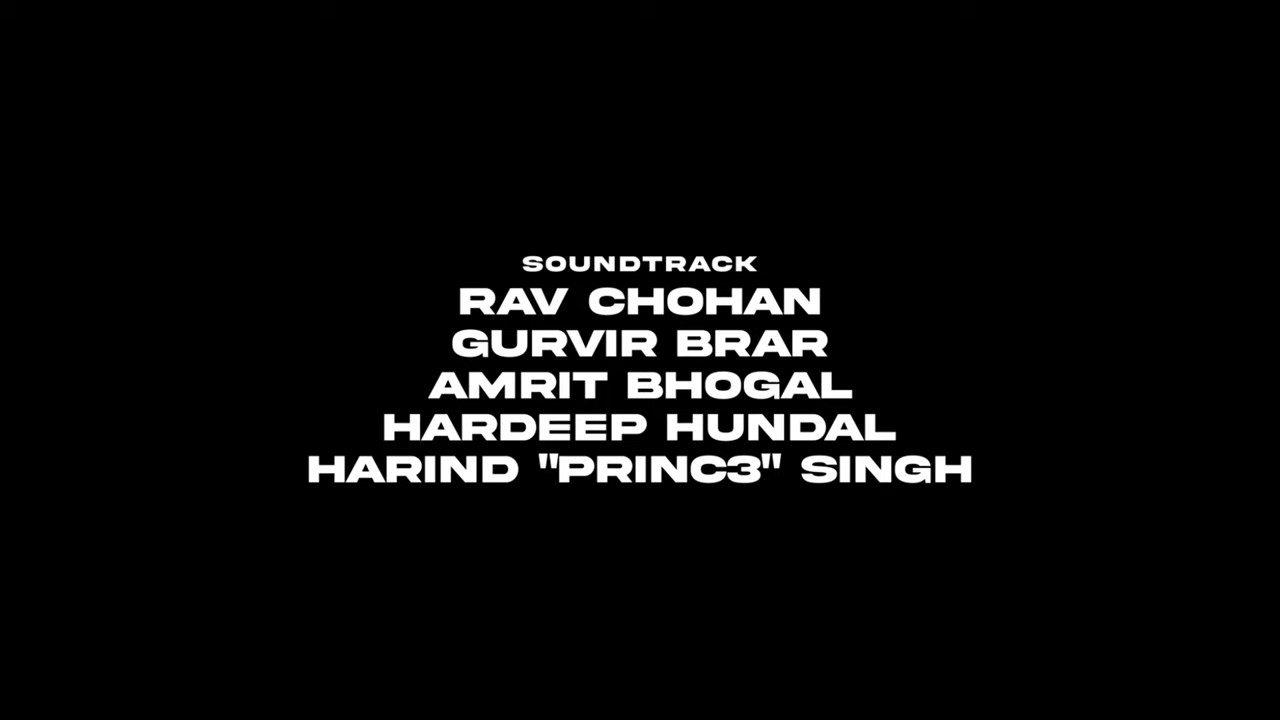 SOUNDTRACK
RAV CHOHAN
GURVIR BRAR
AMRIT BHOGAL
HARDEEP HUNDAL
HARIND "PRINC3" SINGH